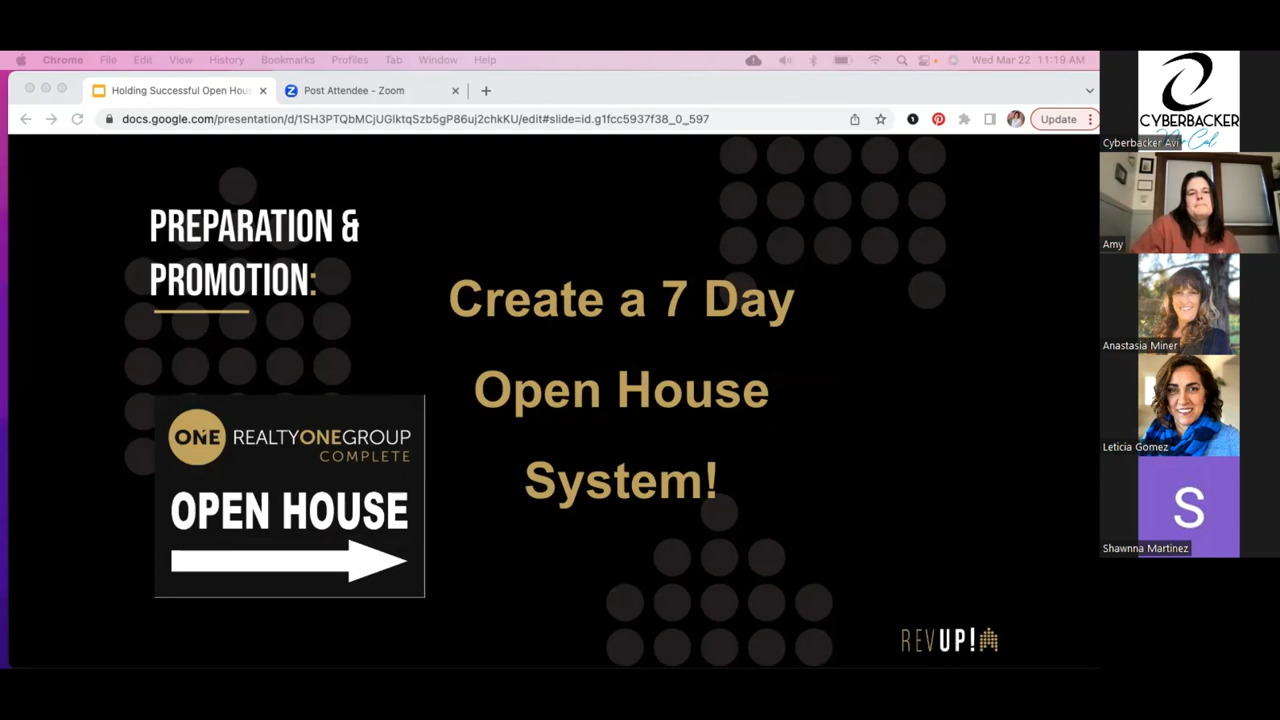 Chrome File Edit View History Bookmarks Profiles Tab Window Help Wed Mar 22 11:19 AM
Holding Successful Open Hou
Post Attendee - Zoom
docs.google.com/presentation/d/1SH3PTQbMCjUGlktqSzb5gP86uj2chkKU/edit#slide=id.g1fcc5937f38_0_597
Update
PREPARATION &
PROMOTION:
Create a 7 Day
Open House
System!
ONE REALTYONEGROUP
COMPLETE
OPEN HOUSE
REVUP!
CYBERBACKER
Cyberbacker Avi
Amy
Anastasia Miner
Leticia Gomez
S
Shawnna Martinez